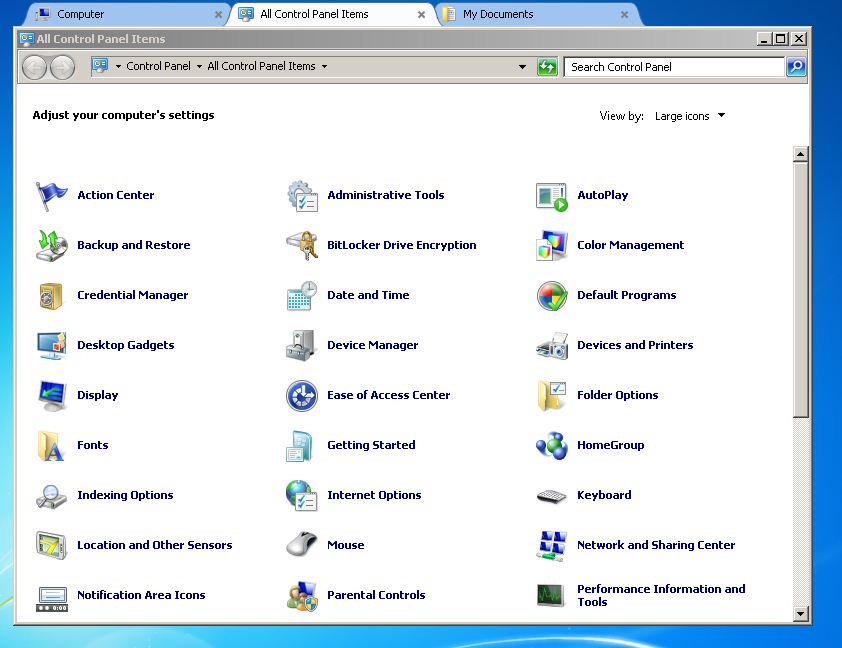 Computer
All Control Panel Items
My Documents
All Control Panel Items
Control Panel
All Control Panel Items
Search Control Panel
Adjust your computer's settings
View by: Large icons
Action Center
Administrative Tools
AutoPlay
Backup and Restore
BitLocker Drive Encryption
Color Management
Credential Manager
Date and Time
Default Programs
Desktop Gadgets
Device Manager
Devices and Printers
Display
Ease of Access Center
Folder Options
Fonts
Getting Started
HomeGroup
Indexing Options
Internet Options
Keyboard
Location and Other Sensors
Mouse
Network and Sharing Center
Notification Area Icons
Parental Controls
Performance Information and
Tools